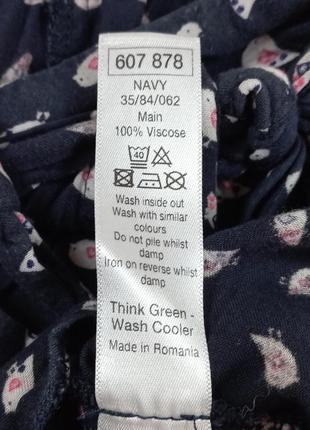 607 878
NAVY
35/84/062
Main
100% Viscose
40
Wash inside out
Wash with similar
colours
Do not pile whilst
damp
Iron on reverse whilst
damp
Think Green -
Wash Cooler
Made in Romania